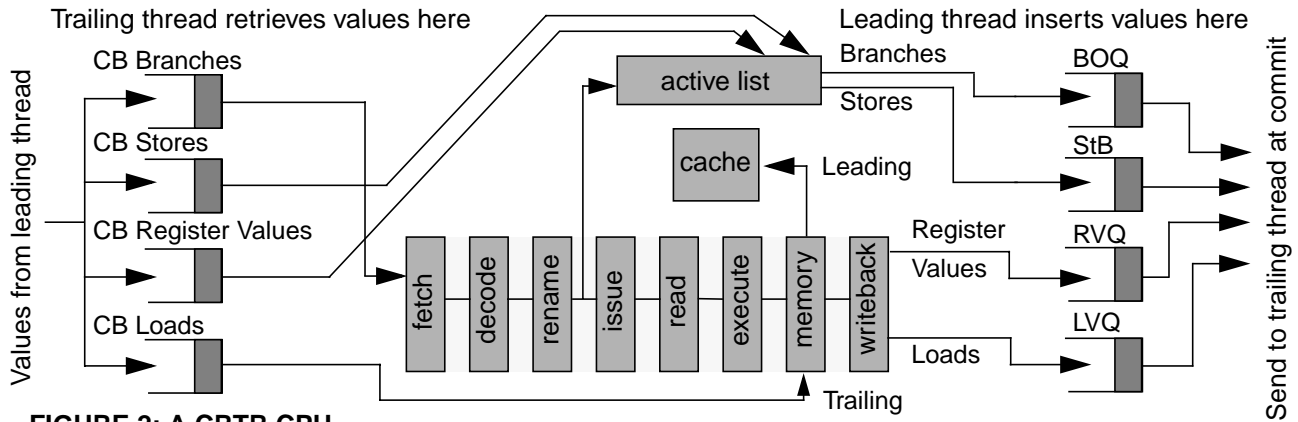 Trailing thread retrieves values here
Leading thread inserts values here
Values from leading thread
CB Branches
CB Stores
CB Register Values
CB Loads
active list
cache
Leading
fetch
decode
rename
issue
read
execute
memory
writeback
Trailing
Branches
Stores
Register
Values
Loads
BOQ
StB
RVQ
LVQ
Send to trailing thread at commit